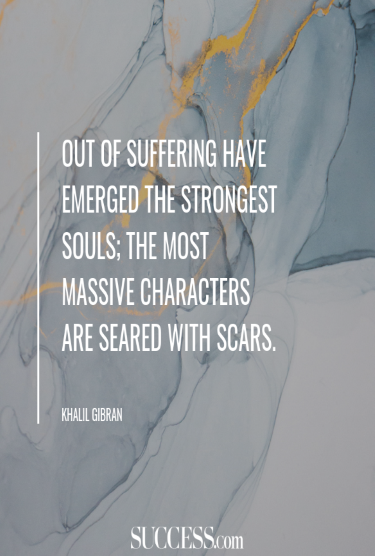 OUT OF SUFFERING HAVE
EMERGED THE STRONGEST
SOULS; THE MOST
MASSIVE CHARACTERS
ARE SEARED WITH SCARS.
KHALIL GIBRAN
SUCCESS.com